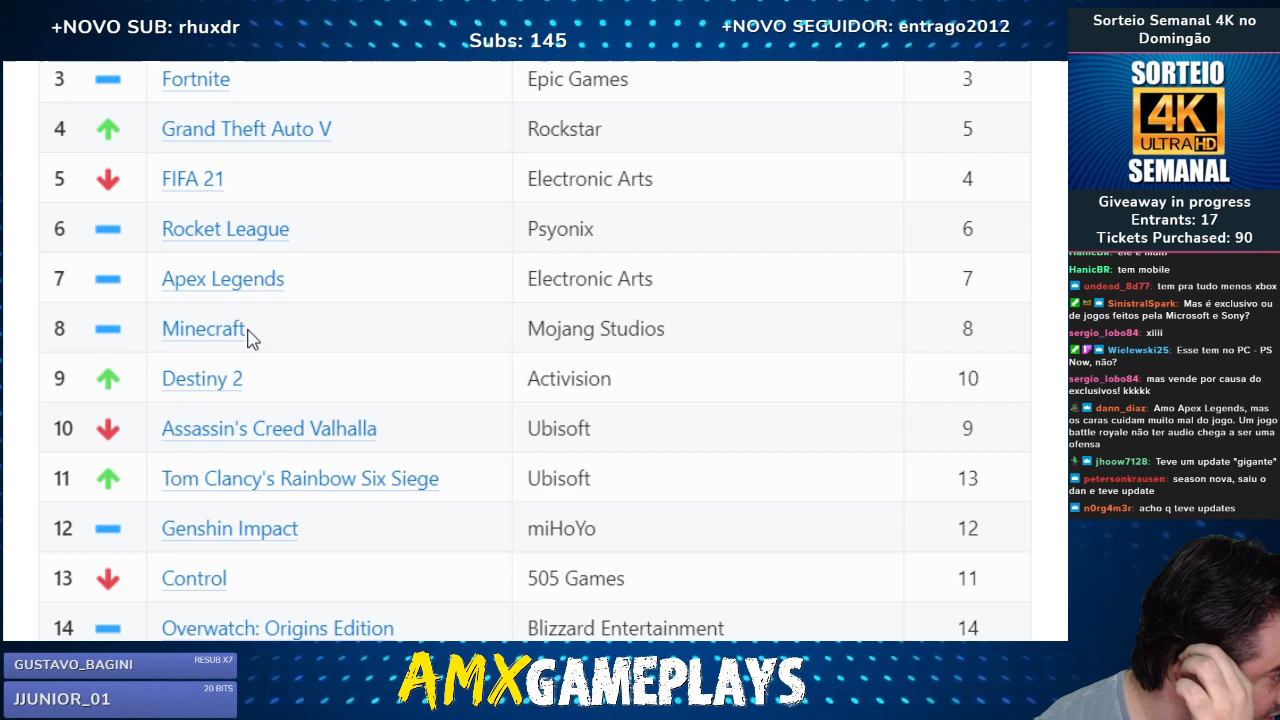 +NOVO SUB: rhuxdr
Subs: 145
+NOVO SEGUIDOR: entrago2012
3 Fortnite Epic Games 3
4 Grand Theft Auto V Rockstar 5
5 FIFA 21 Electronic Arts 4
6 Rocket League Psyonix 6
7 Apex Legends Electronic Arts 7
8 Minecraft Mojang Studios 8
9 Destiny 2 Activision 10
10 Assassin's Creed Valhalla Ubisoft 9
11 Tom Clancy's Rainbow Six Siege Ubisoft 13
12 Genshin Impact miHoYo 12
13 Control 505 Games 11
14 Overwatch: Origins Edition Blizzard Entertainment 14
Sorteio Semanal 4K no
Domingão
SORTEIO
4K
ULTRA HD
SEMANAL
Giveaway in progress
Entrants: 17
Tickets Purchased: 90
HanicBR: ele é multi
HanicBR: tem mobile
undead_8d77: tem pra tudo menos xbox
SinistralSpark: Mas é exclusivo ou
de jogos feitos pela Microsoft e Sony?
sergio_lobo84: xiiii
Wielewski25: Esse tem no PC - PS
Now, não?
sergio_lobo84: mas vende por causa do
exclusivos! kkkkk
dann_diaz: Amo Apex Legends, mas
os caras cuidam muito mal do jogo. Um jogo
battle royale não ter audio chega a ser uma
ofensa
jhoow7128: Teve um update "gigante"
petersonkrausen: season nova, saiu o
dan e teve update
n0rg4m3r: acho q teve updates
GUSTAVO_BAGINI RESUB X7
JJUNIOR_01 20 BITS
AMXGAMEPLAYS